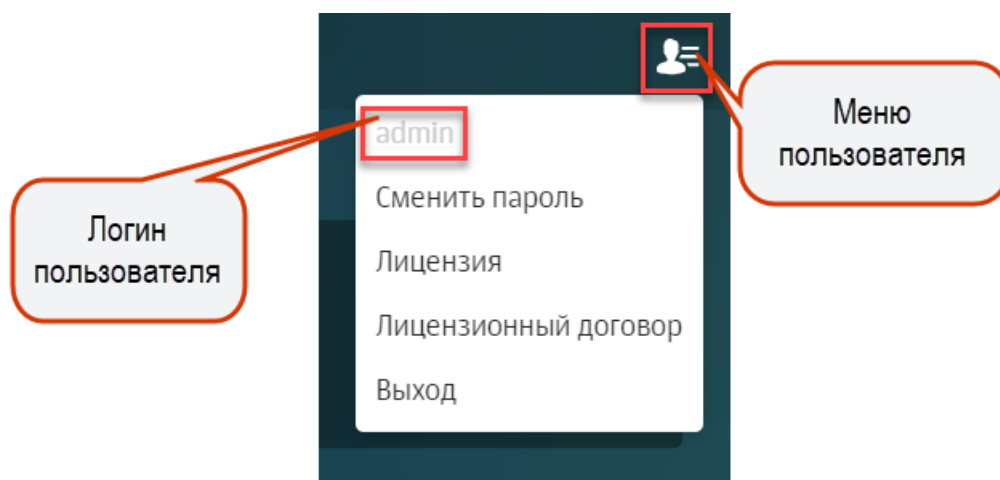 Меню
пользователя
admin
Логин
пользователя
Сменить пароль
Лицензия
Лицензионный договор
Выход